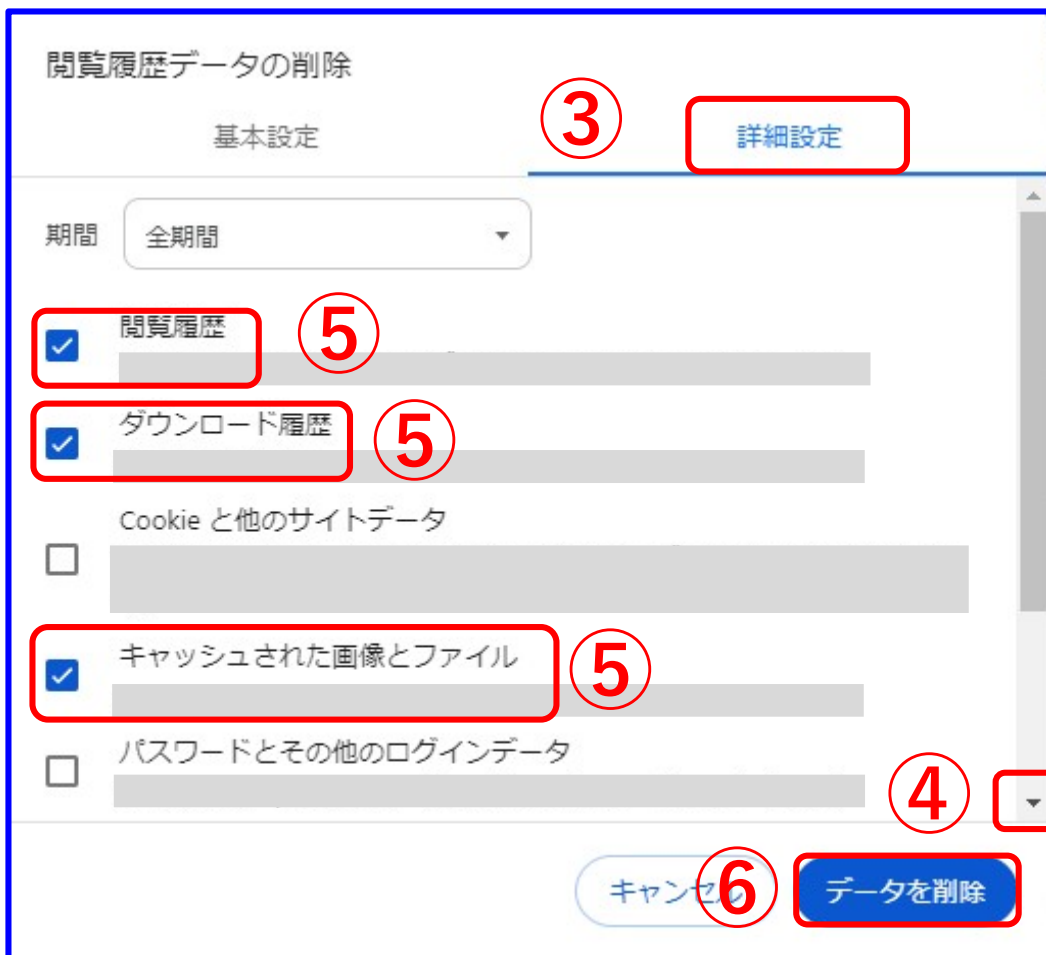 閲覧履歴データの削除
基本設定 ③ 詳細設定
期間 全期間
閲覧履歴 ⑤
ダウンロード履歴 ⑤
Cookie と他のサイトデータ
キャッシュされた画像とファイル ⑤
パスワードとその他のログインデータ
④
キャンセル ⑥ データを削除